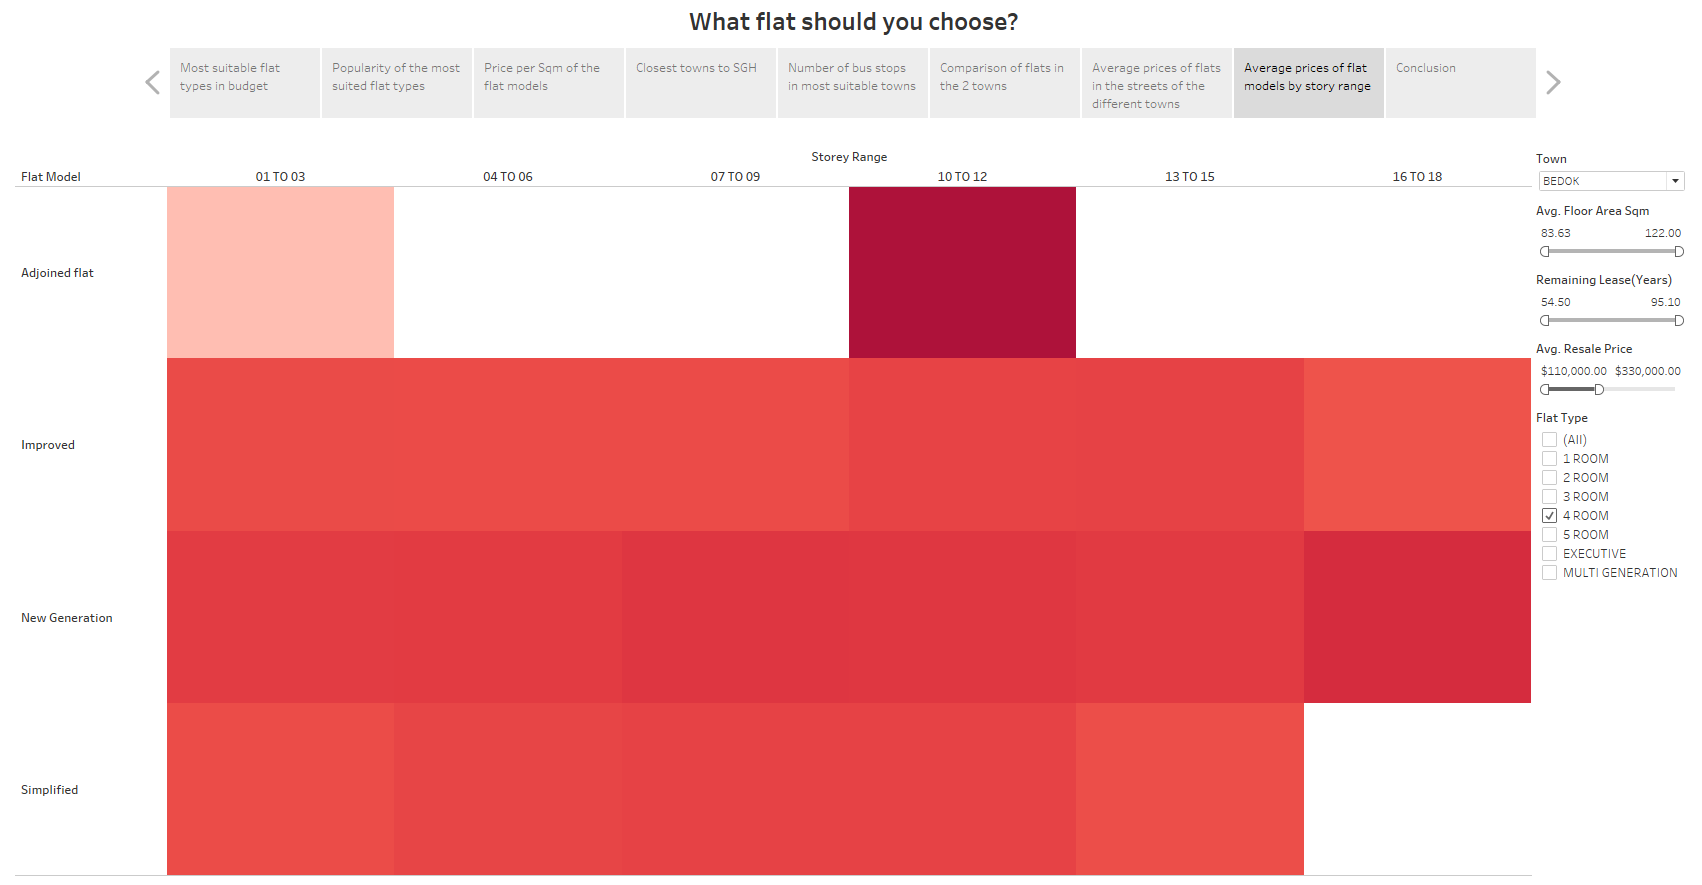 What flat should you choose?
Most suitable flat
types in budget
Popularity of the most
suited flat types
Price per Sqm of the
flat models
Closest towns to SGH
Number of bus stops
in most suitable towns
Comparison of flats in
the 2 towns
Average prices of flats
in the streets of the
different towns
Average prices of flat
models by story range
Conclusion
Storey Range
Flat Model
01 TO 03
04 TO 06
07 TO 09
10 TO 12
13 TO 15
16 TO 18
Adjoined flat
Improved
New Generation
Simplified
Town
BEDOK
Avg. Floor Area Sqm
83.63 122.00
Remaining Lease(Years)
54.50 95.10
Avg. Resale Price
$110,000.00 $330,000.00
Flat Type
(All)
1 ROOM
2 ROOM
3 ROOM
4 ROOM
5 ROOM
EXECUTIVE
MULTI GENERATION